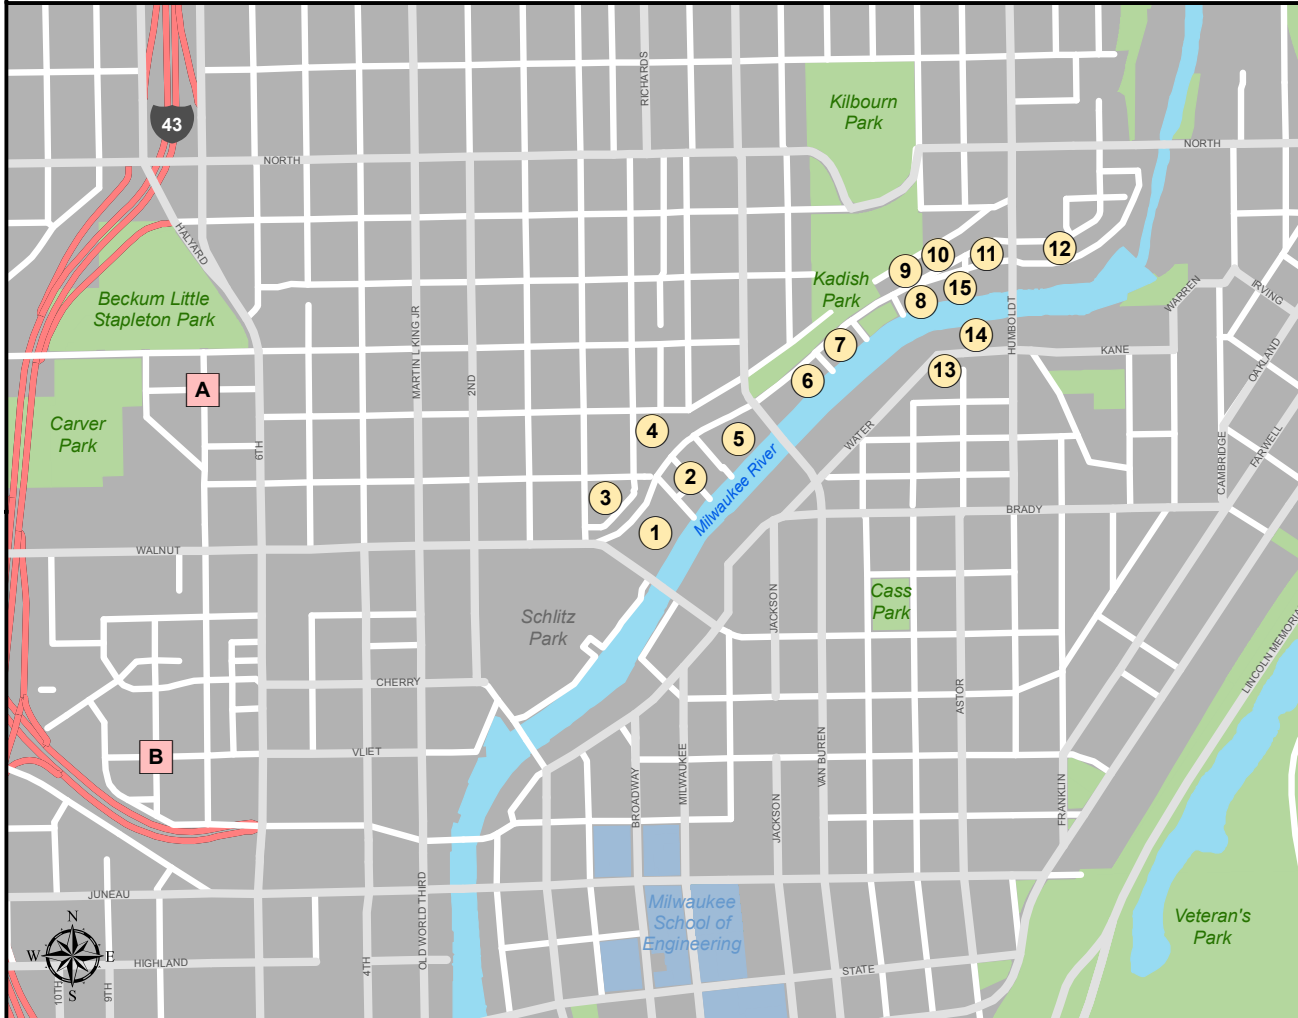 RICHARDS
Kilbourn
Park
43
NORTH
NORTH
HALYARD
10
11
12
9
Kadish
Park
15
8
Beckum Little
Stapleton Park
WARREN
IRVING
HUMBOLDT
14
7
MARTIN L KING JR
2ND
KANE
OAKLAND
13
6
A
Carver
Park
4
5
WATER
6TH
CAMBRIDGE
FARWELL
2
Milwaukee River
3
1
BRADY
WALNUT
Cass
Park
JACKSON
Schlitz
Park
LINCOLN MEMORIA
CHERRY
ASTOR
B
VLIET
VAN BUREN
MILWAUKEE
BROADWAY
JACKSON
FRANKLIN
JUNEAU
OLD WORLD THIRD
Milwaukee
School of
Engineering
Veteran's
Park
N
W
E
S
HIGHLAND
4TH
STATE
10TH
9TH